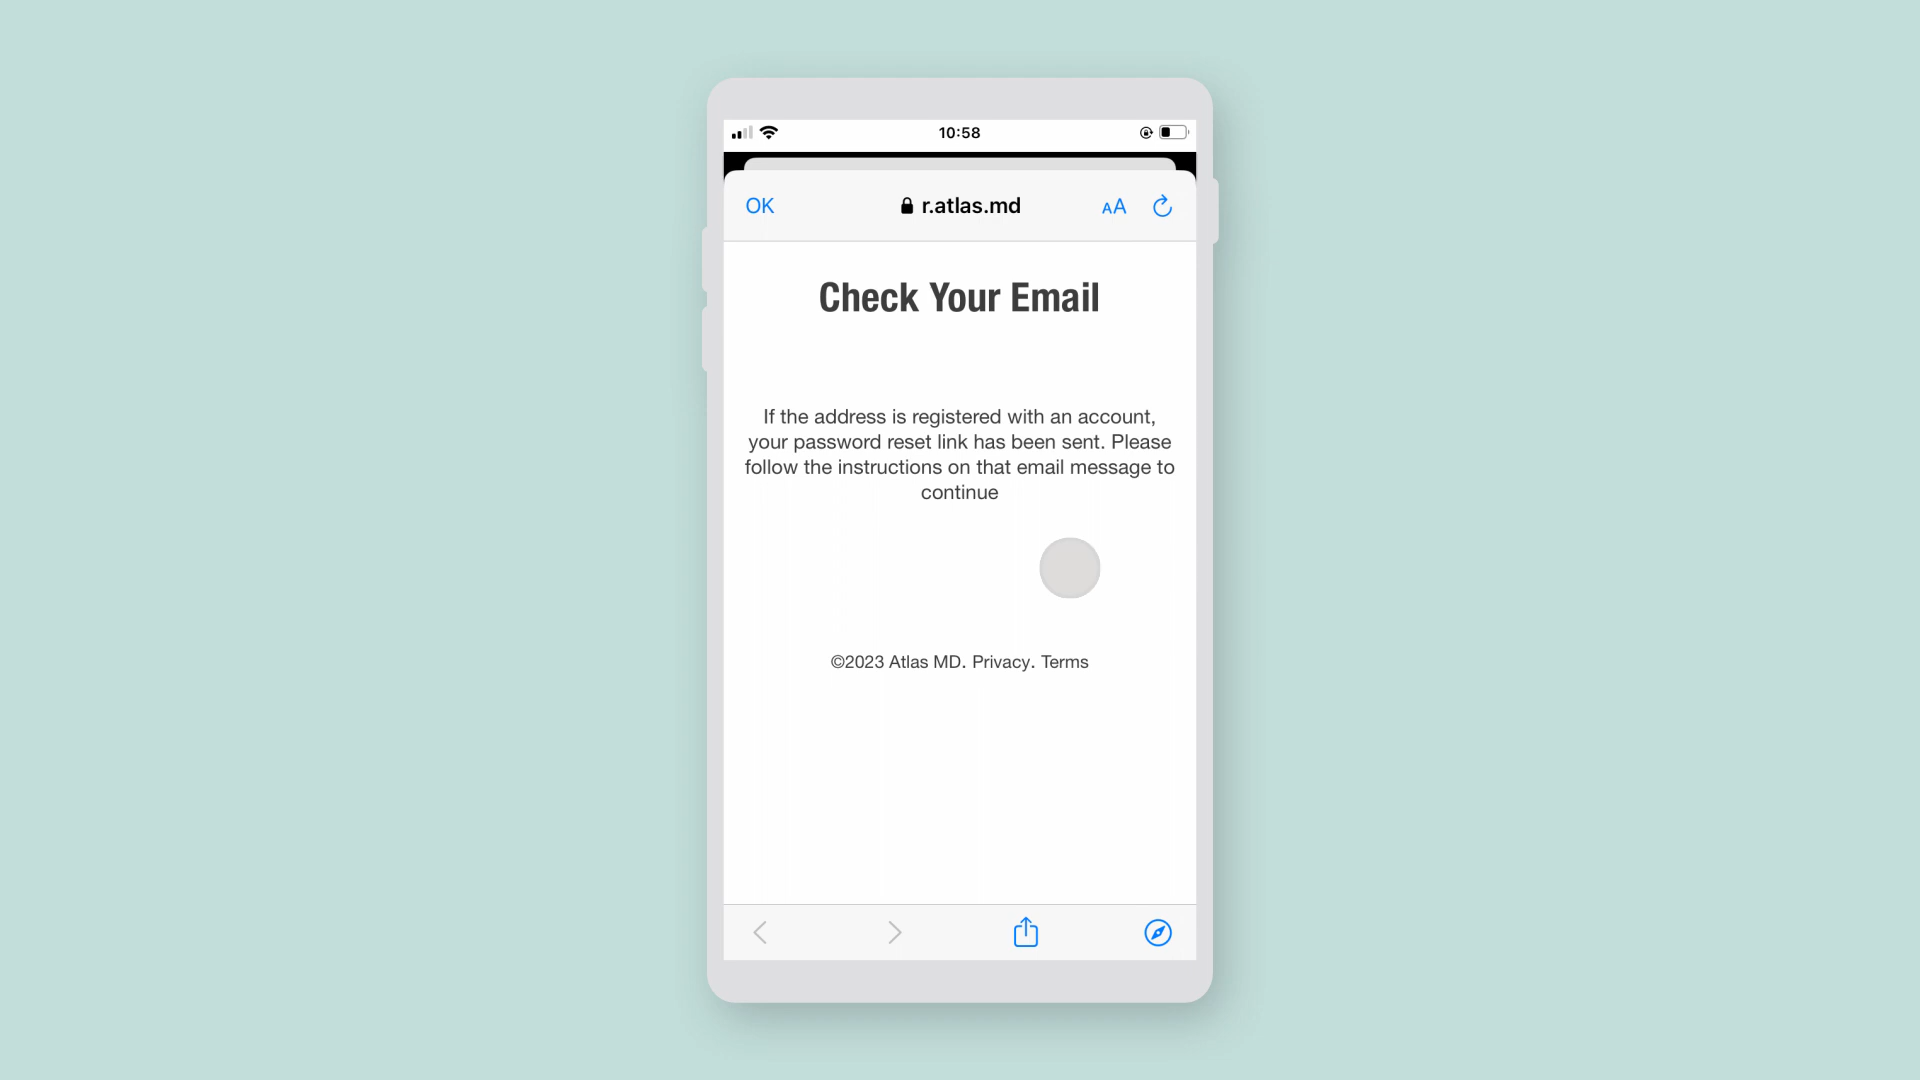 10:58
OK
r.atlas.md
AA
Check Your Email
If the address is registered with an account,
your password reset link has been sent. Please
follow the instructions on that email message to
continue
©2023 Atlas MD. Privacy. Terms